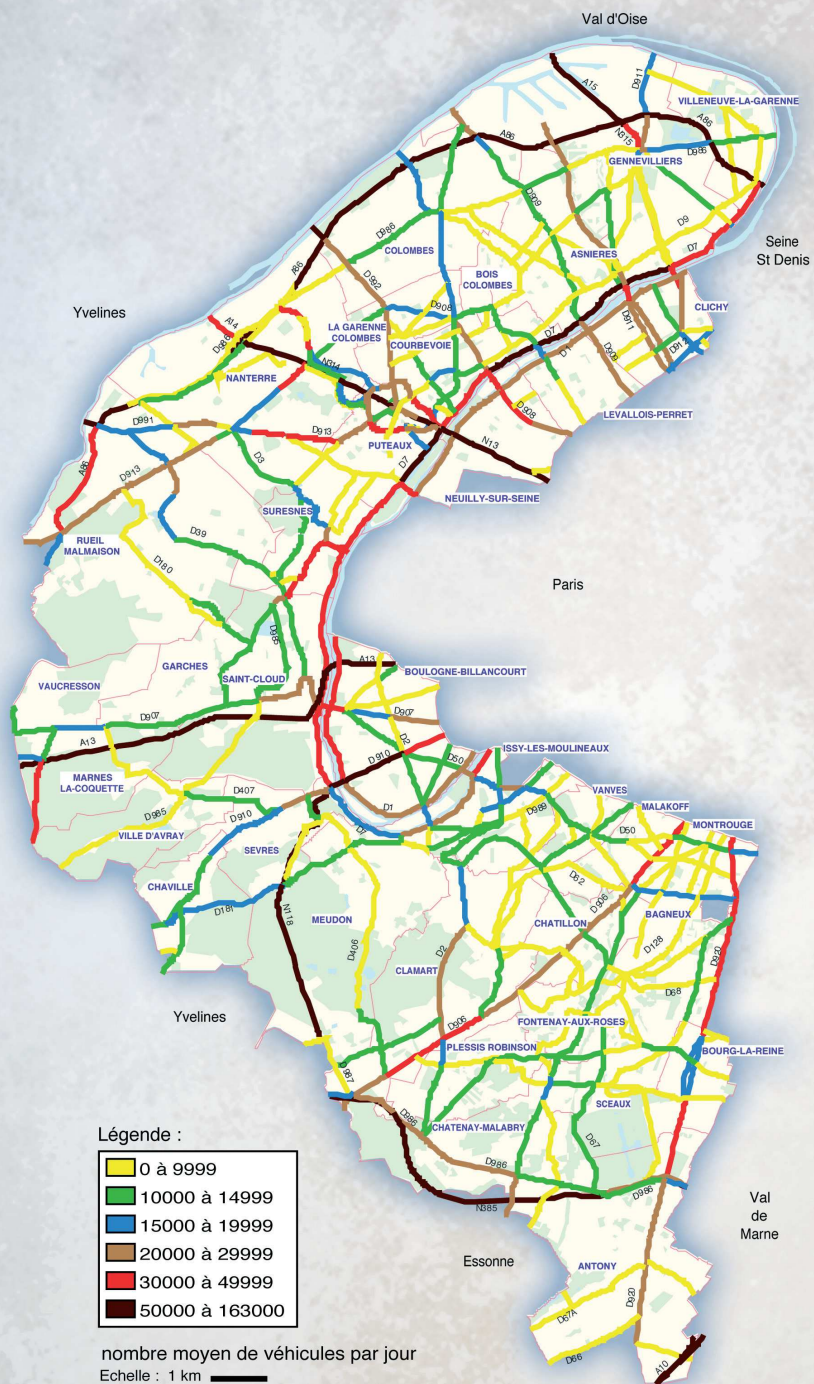 Val d'Oise
A15
D911
VILLENEUVE-LA-GARENNE
A86
A86
N315
D986
GENNEVILLIERS
D909
D9
D986
COLOMBES
ASNIERES
D7
Seine
St Denis
A86
D992
BOIS
COLOMBES
Yvelines
A14
D986
LA GARENNE
COLOMBES
D908
COURBEVOIE
D7
D1
D911
CLICHY
D912
D909
NANTERRE
N314
D908
LEVALLOIS-PERRET
D991
D913
PUTEAUX
N13
A86
D913
D3
D7
NEUILLY-SUR-SEINE
SURESNES
RUEIL
MALMAISON
D39
D180
Paris
D985
GARCHES
SAINT-CLOUD
A13
BOULOGNE-BILLANCOURT
VAUCRESSON
D907
D907
A13
D2
D910
D50
ISSY-LES-MOULINEAUX
MARNES
LA-COQUETTE
D407
D1
VANVES
D985
D910
D7
D989
MALAKOFF
VILLE D'AVRAY
MONTROUGE
SEVRES
D50
CHAVILLE
D62
D906
D181
N118
MEUDON
CHATILLON
BAGNEUX
D406
D2
D128
D920
CLAMART
D68
Yvelines
D906
FONTENAY-AUX-ROSES
PLESSIS ROBINSON
BOURG-LA-REINE
D987
SCEAUX
D986
CHATENAY-MALABRY
D67
D986
D986
N385
Val
de
Marne
Essonne
ANTONY
D920
D67A
D66
A10
Légende :
0 à 9999
10000 à 14999
15000 à 19999
20000 à 29999
30000 à 49999
50000 à 163000
nombre moyen de véhicules par jour
Echelle : 1 km